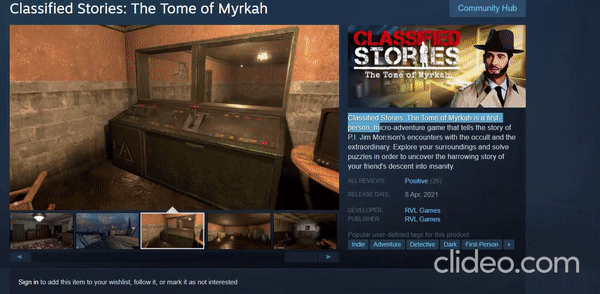 Classified Stories: The Tome of Myrkah
Community Hub
CLASSIFIED
STORIES
The Tome of Myrkah
Classified Stories: The Tome of Myrkah is a first-
person, micro-adventure game that tells the story of
P.I. Jim Morrison's encounters with the occult and the
extraordinary. Explore your surroundings and solve
puzzles in order to uncover the harrowing story of
your friend's descent into insanity.
ALL REVIEWS: Positive (26)
RELEASE DATE: 8 Apr, 2021
DEVELOPER: RVL Games
PUBLISHER: RVL Games
Popular user-defined tags for this product:
Indie Adventure Detective Dark First-Person +
clideo.com
Sign in to add this item to your wishlist, follow it, or mark it as not interested